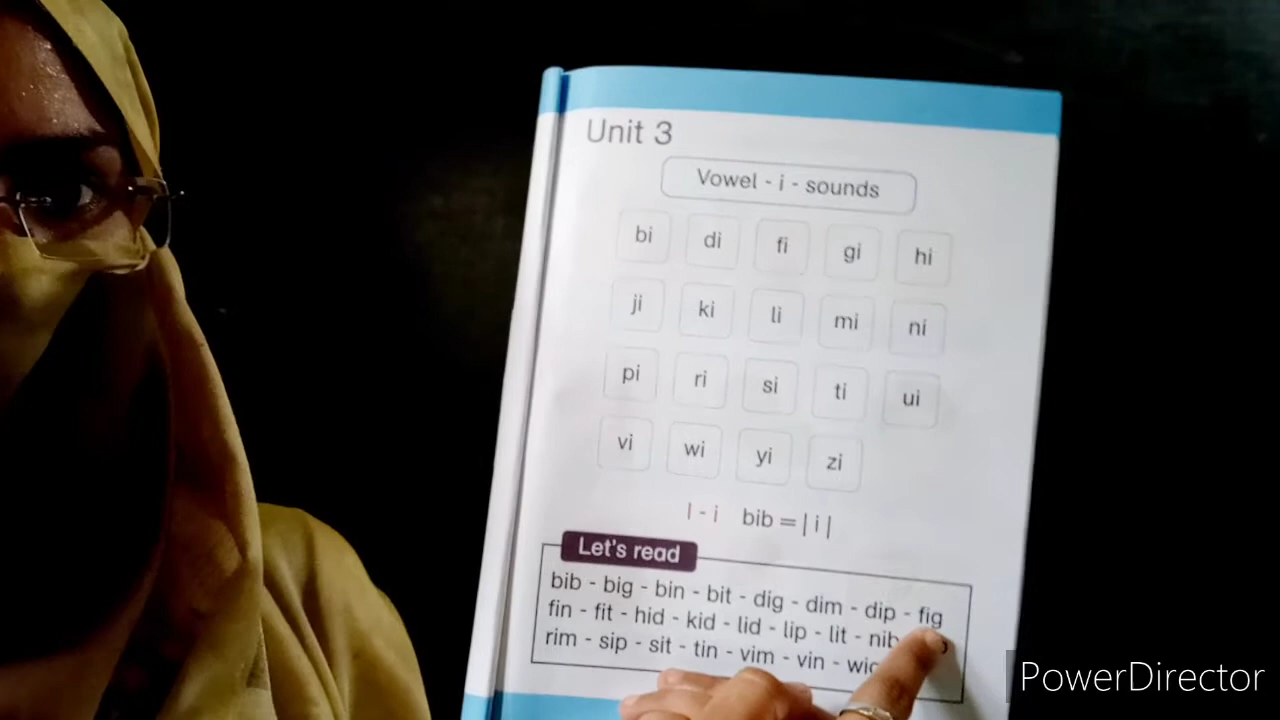 Unit 3
Vowel - i - sounds
bi di fi gi hi
ji ki li mi ni
pi ri si ti ui
vi wi yi zi
I - i bib = | i |
Let's read
bib - big - bin - bit - dig - dim - dip - fig
fin - fit - hid - kid - lid - lip - lit - nib
rim - sip - sit - tin - vim - vin -
PowerDirector